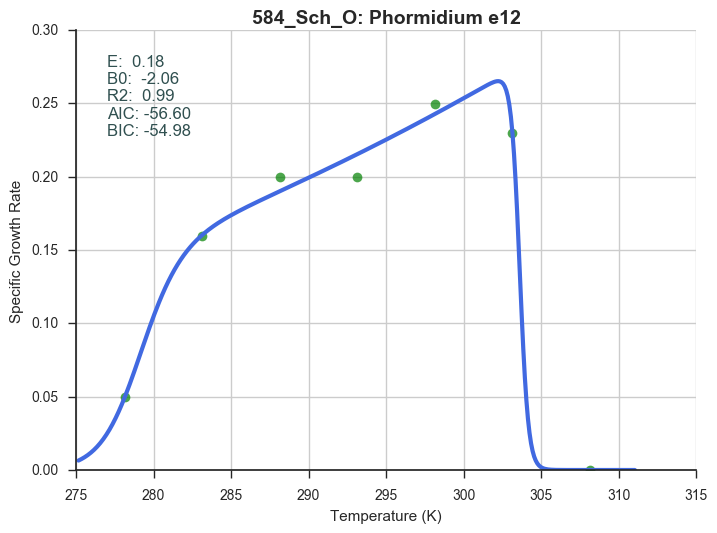 584_Sch_O: Phormidium e12
E:  0.18
B0:  -2.06
R2:  0.99
AIC: -56.60
BIC: -54.98
Specific Growth Rate
0.30
0.25
0.20
0.15
0.10
0.05
0.00
275 280 285 290 295 300 305 310 315
Temperature (K)